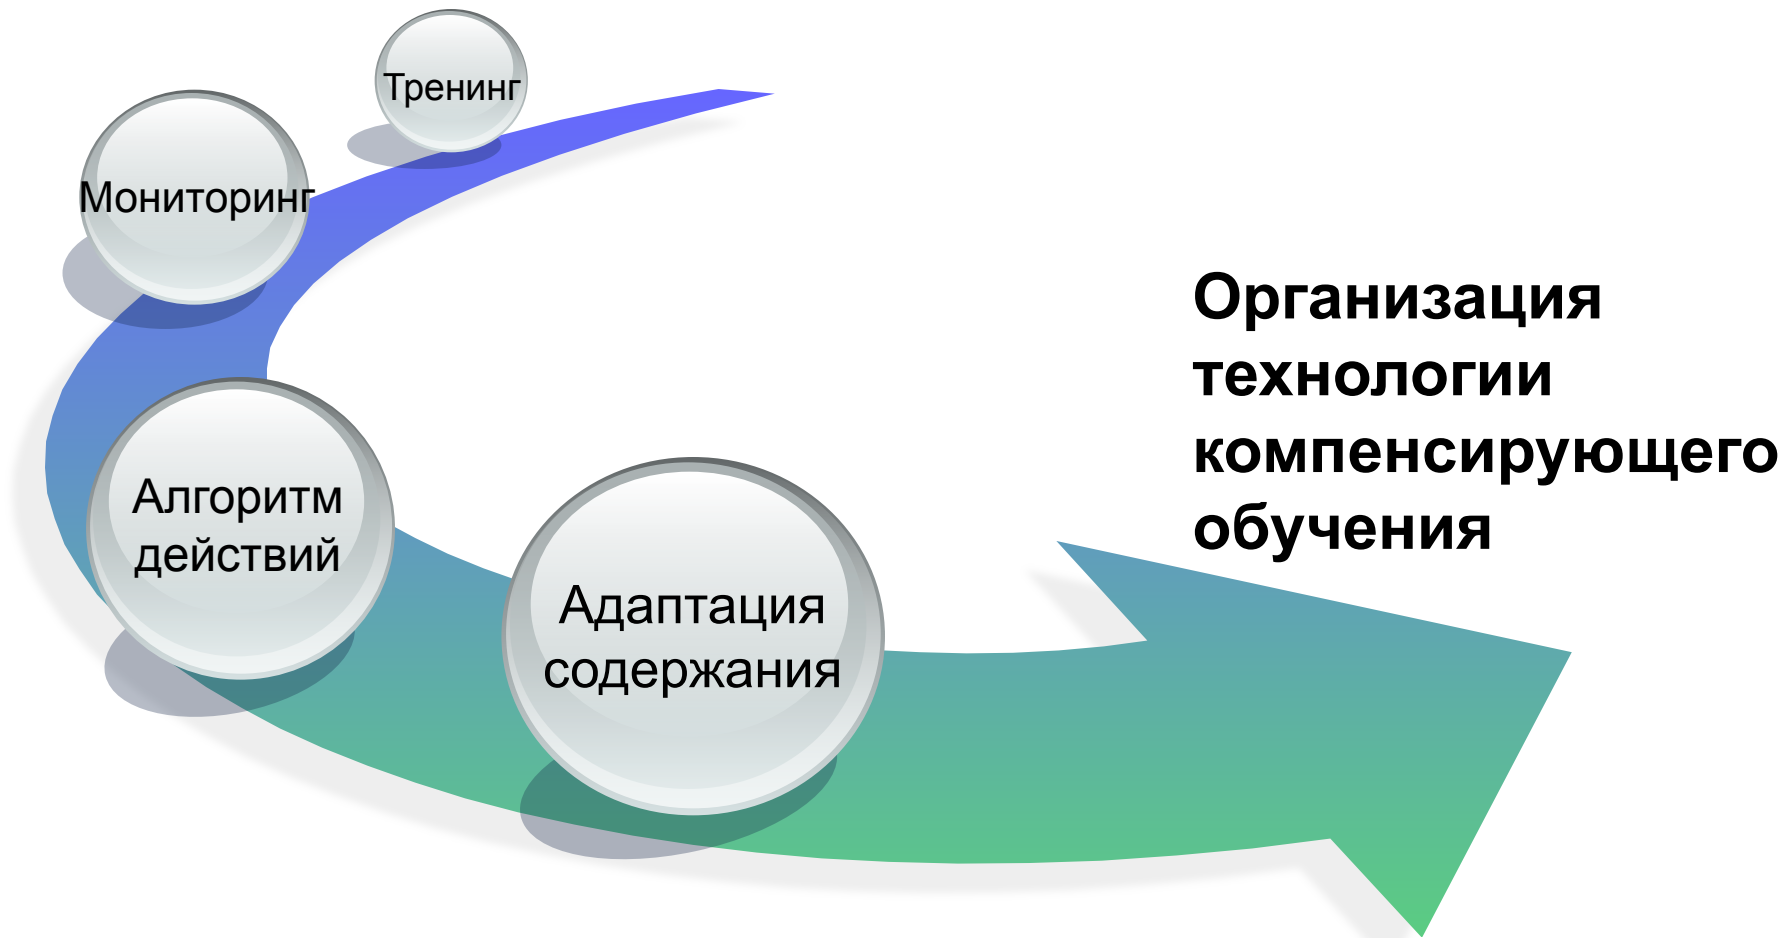 Тренинг
Мониторинг
Алгоритм
действий
Адаптация
содержания
Организация
технологии
компенсирующего
обучения